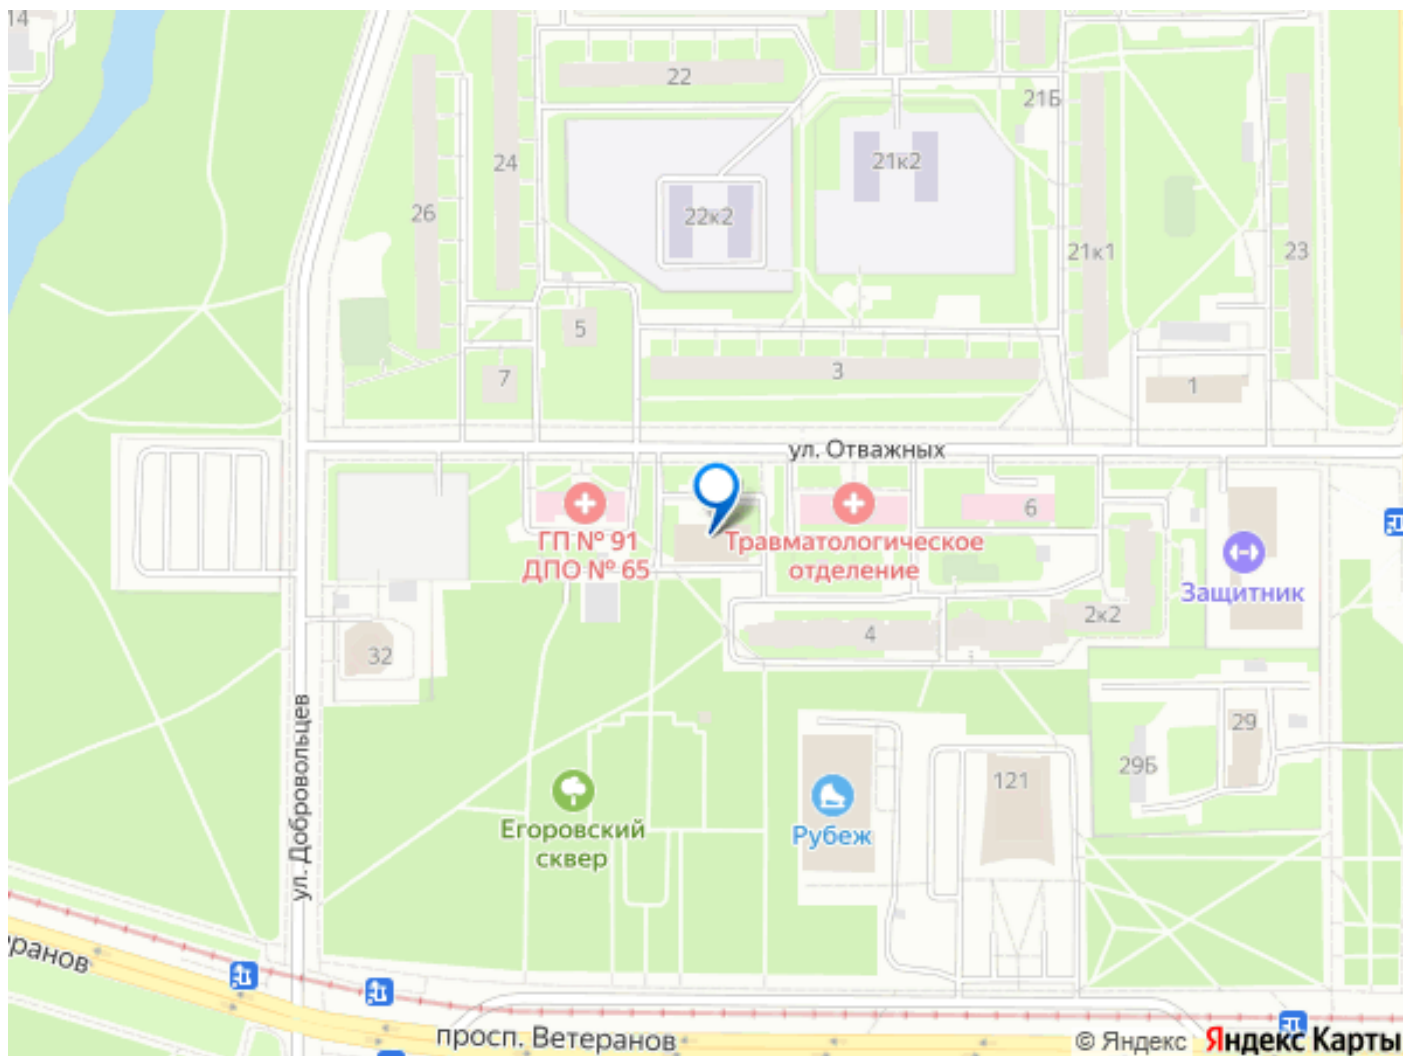 14
22
21Б
24
21к2
26
22к2
21к1
23
5
7
3
1
ул. Отважных
6
ГП № 91
ДПО № 65
Травматологическое
отделение
Защитник
2к2
4
32
ул. Добровольцев
29
29Б
121
Егоровский
сквер
Рубеж
еранов
просп. Ветеранов
© Яндекс Яндекс Карты